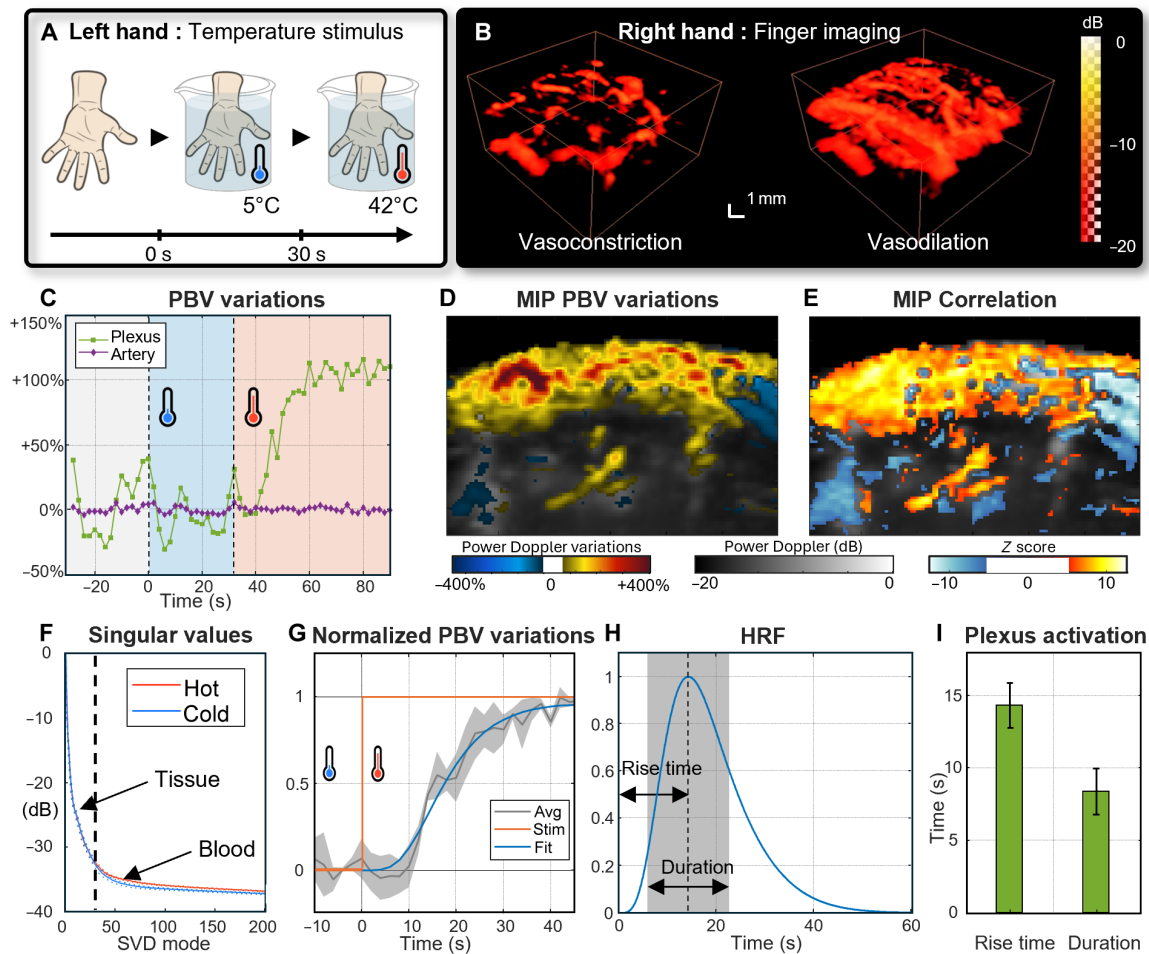 A Left hand : Temperature stimulus
5°C
42°C
0 s
30 s
B Right hand : Finger imaging
dB
0
−10
−20
1 mm
Vasoconstriction
Vasodilation
C PBV variations
+150%
+100%
+50%
0%
−50%
Plexus
Artery
−20 0 20 40 60 80
Time (s)
D MIP PBV variations
Power Doppler variations
−400% 0 +400%
Power Doppler (dB)
−20 0
E MIP Correlation
Z score
−10 0 10
F Singular values
0
−10
−20
(dB)
−30
−40
Hot
Cold
Tissue
Blood
0 50 100 150 200
SVD mode
G Normalized PBV variations
1
0.5
0
Avg
Stim
Fit
−10 0 10 20 30 40
Time (s)
H HRF
1
0.8
0.6
0.4
0.2
0
Rise time
Duration
0 20 40 60
Time (s)
I Plexus activation
15
10
5
0
Time (s)
Rise time Duration